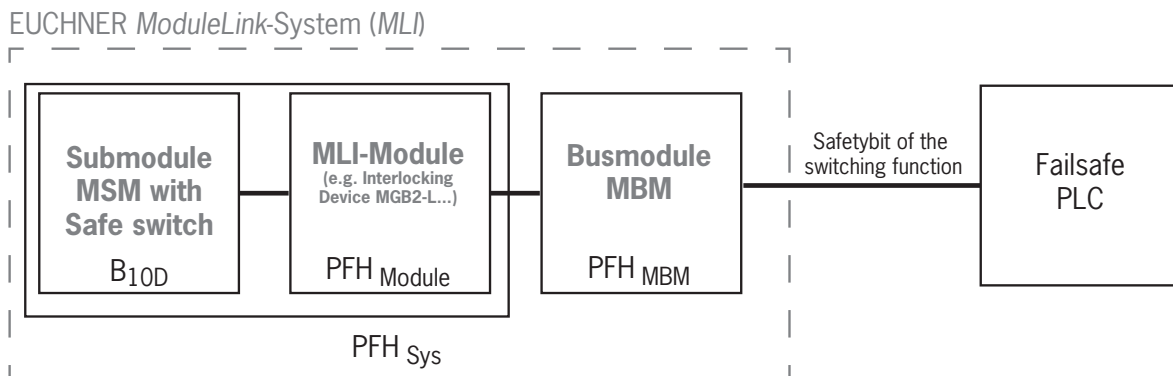 EUCHNER ModuleLink-System (MLI)
Submodule
MSM with
Safe switch
B10D
MLI-Module
(e.g. Interlocking
Device MGB2-L...)
PFH Module
PFH Sys
Busmodule
MBM
PFH MBM
Safetybit of the
switching function
Failsafe
PLC